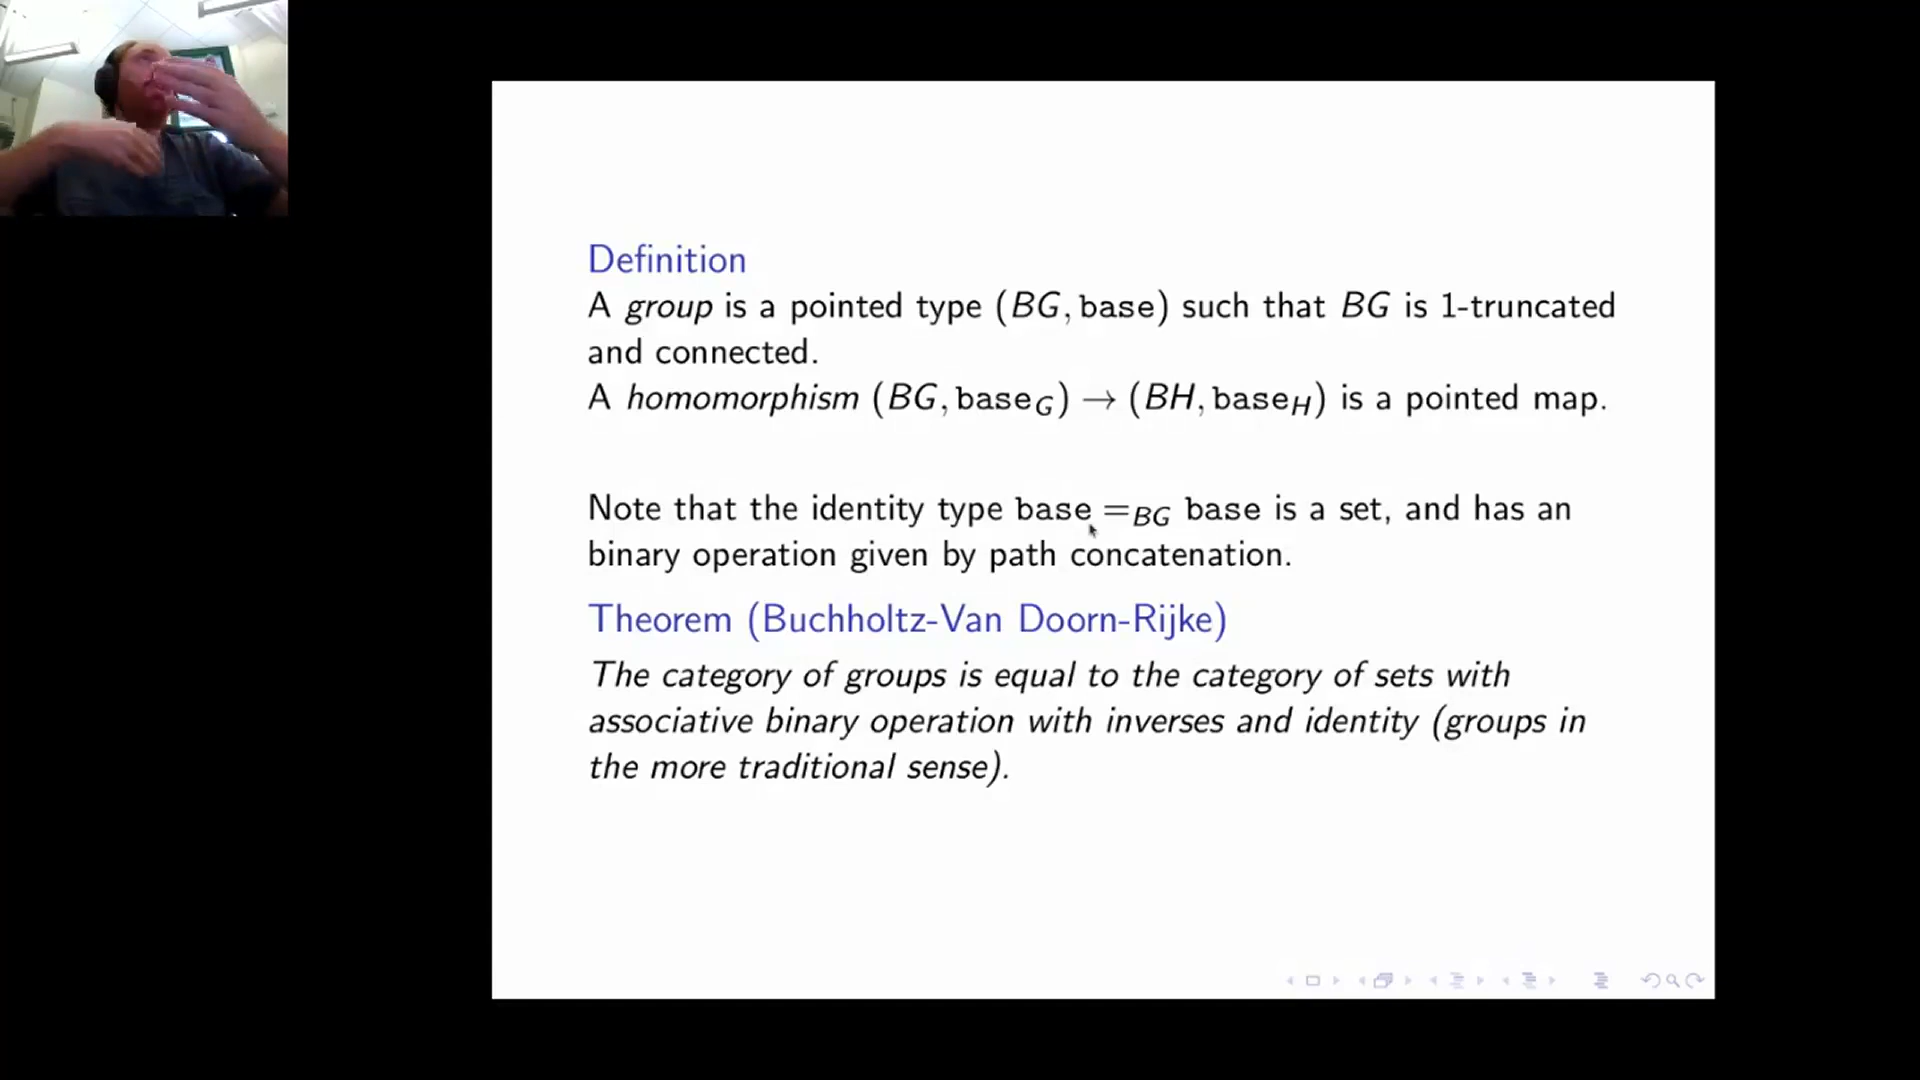 Definition
A group is a pointed type (BG, base) such that BG is 1-truncated
and connected.
A homomorphism (BG, base_G) → (BH, base_H) is a pointed map.
Note that the identity type base =_BG base is a set, and has an
binary operation given by path concatenation.
Theorem (Buchholtz-Van Doorn-Rijke)
The category of groups is equal to the category of sets with
associative binary operation with inverses and identity (groups in
the more traditional sense).